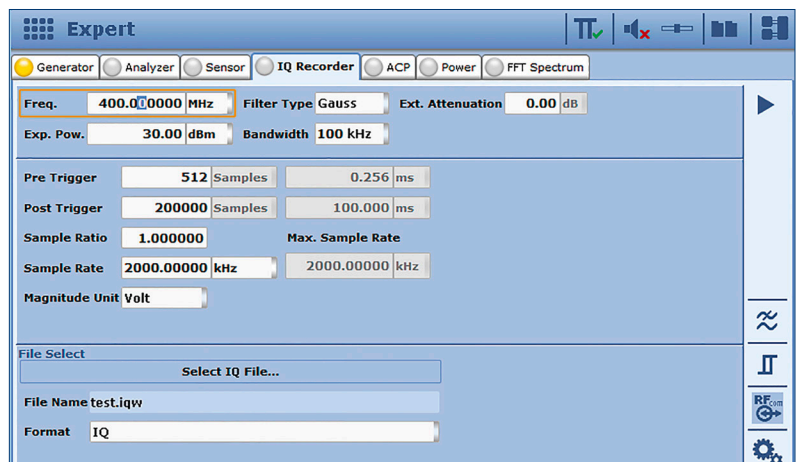 Expert
Generator Analyzer Sensor IQ Recorder ACP Power FFT Spectrum
Freq. 400.000000 MHz Filter Type Gauss Ext. Attenuation 0.00 dB
Exp. Pow. 30.00 dBm Bandwidth 100 kHz
Pre Trigger 512 Samples 0.256 ms
Post Trigger 200000 Samples 100.000 ms
Sample Ratio 1.000000 Max. Sample Rate
Sample Rate 2000.00000 kHz 2000.00000 kHz
Magnitude Unit Volt
File Select
Select IQ File...
File Name test.iqw
RFcom
Format IQ